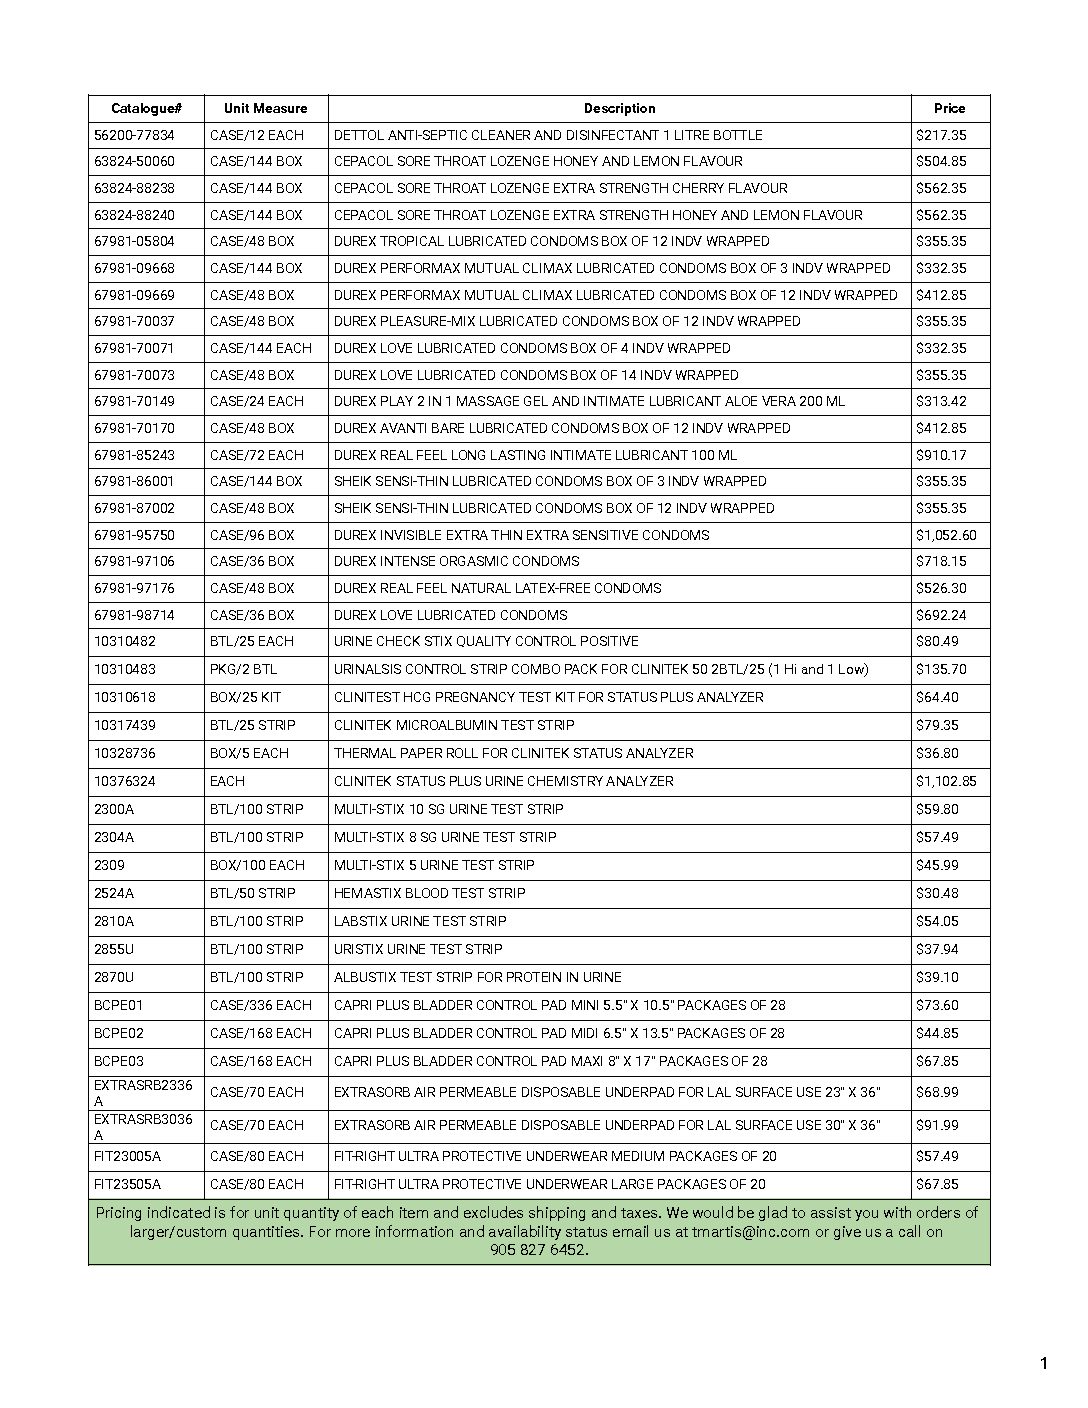 Catalogue# Unit Measure Description Price
56200-77834 CASE/12 EACH DETTOL ANTI-SEPTIC CLEANER AND DISINFECTANT 1 LITRE BOTTLE $217.35
63824-50060 CASE/144 BOX CEPACOL SORE THROAT LOZENGE HONEY AND LEMON FLAVOUR $504.85
63824-88238 CASE/144 BOX CEPACOL SORE THROAT LOZENGE EXTRA STRENGTH CHERRY FLAVOUR $562.35
63824-88240 CASE/144 BOX CEPACOL SORE THROAT LOZENGE EXTRA STRENGTH HONEY AND LEMON FLAVOUR $562.35
67981-05804 CASE/48 BOX DUREX TROPICAL LUBRICATED CONDOMS BOX OF 12 INDV WRAPPED $355.35
67981-09668 CASE/144 BOX DUREX PERFORMAX MUTUAL CLIMAX LUBRICATED CONDOMS BOX OF 3 INDV WRAPPED $332.35
67981-09669 CASE/48 BOX DUREX PERFORMAX MUTUAL CLIMAX LUBRICATED CONDOMS BOX OF 12 INDV WRAPPED $412.85
67981-70037 CASE/48 BOX DUREX PLEASURE-MIX LUBRICATED CONDOMS BOX OF 12 INDV WRAPPED $355.35
67981-70071 CASE/144 EACH DUREX LOVE LUBRICATED CONDOMS BOX OF 4 INDV WRAPPED $332.35
67981-70073 CASE/48 BOX DUREX LOVE LUBRICATED CONDOMS BOX OF 14 INDV WRAPPED $355.35
67981-70149 CASE/24 EACH DUREX PLAY 2 IN 1 MASSAGE GEL AND INTIMATE LUBRICANT ALOE VERA 200 ML $313.42
67981-70170 CASE/48 BOX DUREX AVANTI BARE LUBRICATED CONDOMS BOX OF 12 INDV WRAPPED $412.85
67981-85243 CASE/72 EACH DUREX REAL FEEL LONG LASTING INTIMATE LUBRICANT 100 ML $910.17
67981-86001 CASE/144 BOX SHEIK SENSI-THIN LUBRICATED CONDOMS BOX OF 3 INDV WRAPPED $355.35
67981-87002 CASE/48 BOX SHEIK SENSI-THIN LUBRICATED CONDOMS BOX OF 12 INDV WRAPPED $355.35
67981-95750 CASE/96 BOX DUREX INVISIBLE EXTRA THIN EXTRA SENSITIVE CONDOMS $1,052.60
67981-97106 CASE/36 BOX DUREX INTENSE ORGASMIC CONDOMS $718.15
67981-97176 CASE/48 BOX DUREX REAL FEEL NATURAL LATEX-FREE CONDOMS $526.30
67981-98714 CASE/36 BOX DUREX LOVE LUBRICATED CONDOMS $692.24
10310482 BTL/25 EACH URINE CHECK STIX QUALITY CONTROL POSITIVE $80.49
10310483 PKG/2 BTL URINALSIS CONTROL STRIP COMBO PACK FOR CLINITEK 50 2BTL/25 (1 Hi and 1 Low) $135.70
10310618 BOX/25 KIT CLINITEST HCG PREGNANCY TEST KIT FOR STATUS PLUS ANALYZER $64.40
10317439 BTL/25 STRIP CLINITEK MICROALBUMIN TEST STRIP $79.35
10328736 BOX/5 EACH THERMAL PAPER ROLL FOR CLINITEK STATUS ANALYZER $36.80
10376324 EACH CLINITEK STATUS PLUS URINE CHEMISTRY ANALYZER $1,102.85
2300A BTL/100 STRIP MULTI-STIX 10 SG URINE TEST STRIP $59.80
2304A BTL/100 STRIP MULTI-STIX 8 SG URINE TEST STRIP $57.49
2309 BOX/100 EACH MULTI-STIX 5 URINE TEST STRIP $45.99
2524A BTL/50 STRIP HEMASTIX BLOOD TEST STRIP $30.48
2810A BTL/100 STRIP LABSTIX URINE TEST STRIP $54.05
2855U BTL/100 STRIP URISTIX URINE TEST STRIP $37.94
2870U BTL/100 STRIP ALBUSTIX TEST STRIP FOR PROTEIN IN URINE $39.10
BCPE01 CASE/336 EACH CAPRI PLUS BLADDER CONTROL PAD MINI 5.5" X 10.5" PACKAGES OF 28 $73.60
BCPE02 CASE/168 EACH CAPRI PLUS BLADDER CONTROL PAD MIDI 6.5" X 13.5" PACKAGES OF 28 $44.85
BCPE03 CASE/168 EACH CAPRI PLUS BLADDER CONTROL PAD MAXI 8" X 17" PACKAGES OF 28 $67.85
EXTRASRB2336
A CASE/70 EACH EXTRASORB AIR PERMEABLE DISPOSABLE UNDERPAD FOR LAL SURFACE USE 23" X 36" $68.99
EXTRASRB3036
A CASE/70 EACH EXTRASORB AIR PERMEABLE DISPOSABLE UNDERPAD FOR LAL SURFACE USE 30" X 36" $91.99
FIT23005A CASE/80 EACH FIT-RIGHT ULTRA PROTECTIVE UNDERWEAR MEDIUM PACKAGES OF 20 $57.49
FIT23505A CASE/80 EACH FIT-RIGHT ULTRA PROTECTIVE UNDERWEAR LARGE PACKAGES OF 20 $67.85
Pricing indicated is for unit quantity of each item and excludes shipping and taxes. We would be glad to assist you with orders of
larger/custom quantities. For more information and availability status email us at tmartis@inc.com or give us a call on
905 827 6452.
1